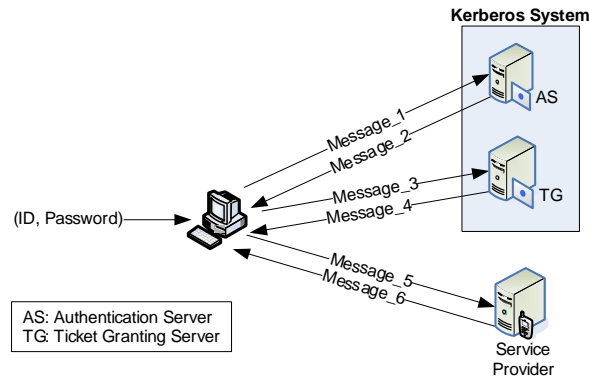 Kerberos System
AS
Message_1
Message_2
Message_3
Message_4
TG
(ID, Password)
Message_5
Message_6
AS: Authentication Server
TG: Ticket Granting Server
Service
Provider